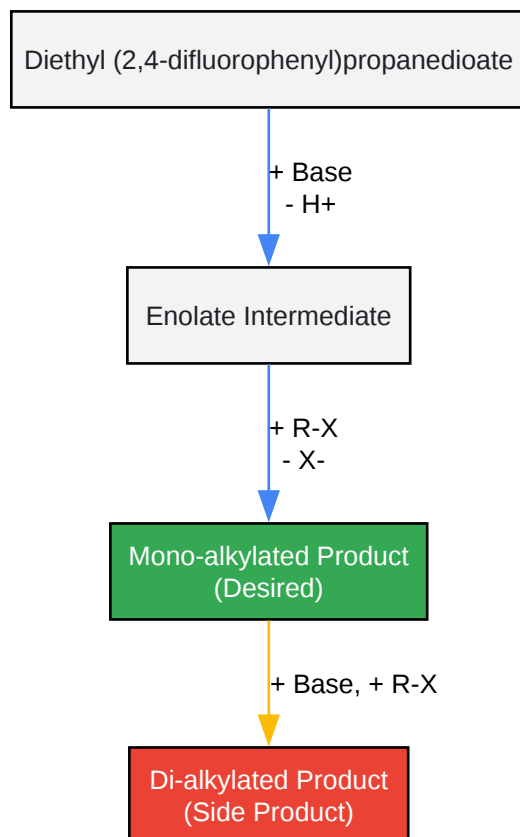 Diethyl (2,4-difluorophenyl)propanedioate
+ Base
- H+
Enolate Intermediate
+ R-X
- X-
Mono-alkylated Product
(Desired)
+ Base, + R-X
Di-alkylated Product
(Side Product)